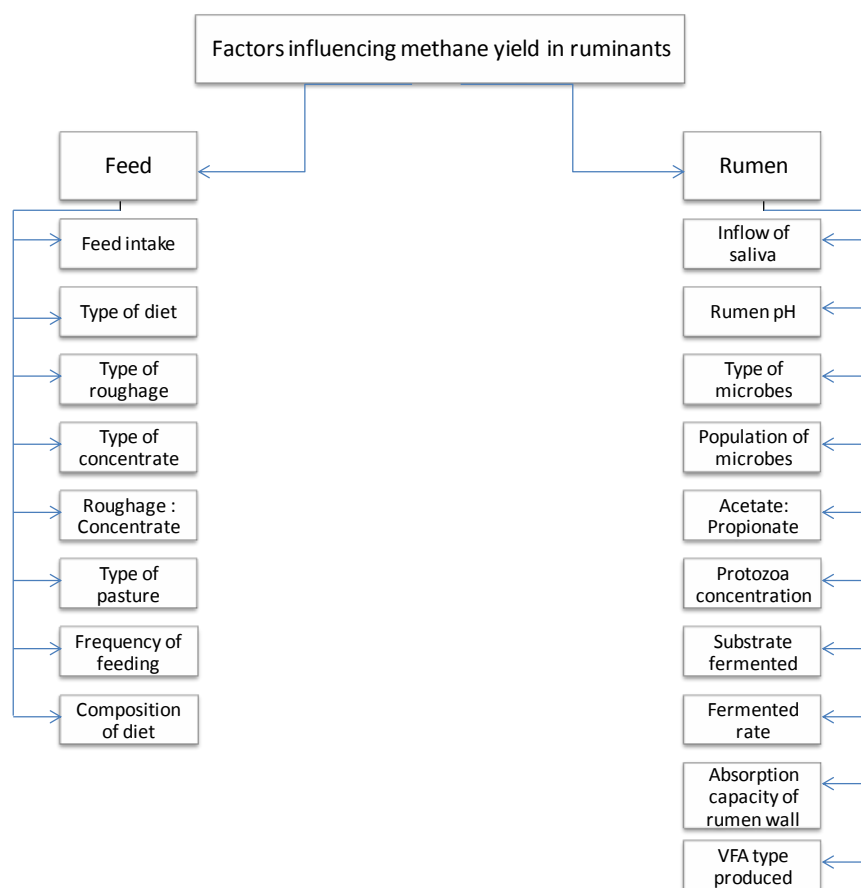 Factors influencing methane yield in ruminants
Feed
Feed intake
Type of diet
Type of
roughage
Type of
concentrate
Roughage :
Concentrate
Type of
pasture
Frequency of
feeding
Composition
of diet
Rumen
Inflow of
saliva
Rumen pH
Type of
microbes
Population of
microbes
Acetate:
Propionate
Protozoa
concentration
Substrate
fermented
Fermented
rate
Absorption
capacity of
rumen wall
VFA type
produced